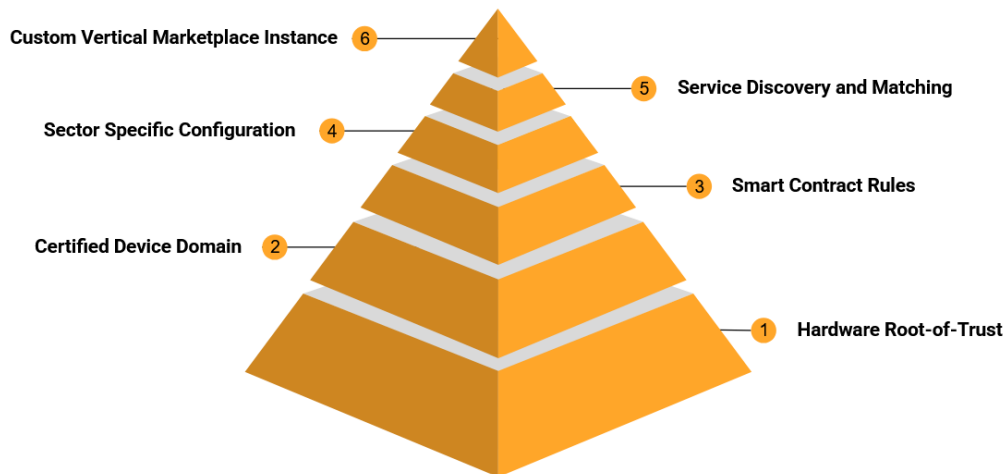 Custom Vertical Marketplace Instance 6
5 Service Discovery and Matching
Sector Specific Configuration 4
3 Smart Contract Rules
Certified Device Domain 2
1 Hardware Root-of-Trust